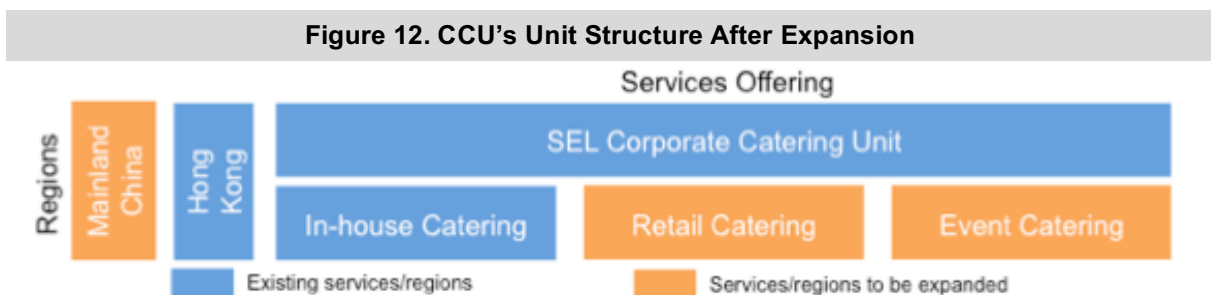 Figure 12. CCU’s Unit Structure After Expansion
Services Offering
Regions
Mainland
China
Hong
Kong
SEL Corporate Catering Unit
In-house Catering
Retail Catering
Event Catering
Existing services/regions
Services/regions to be expanded